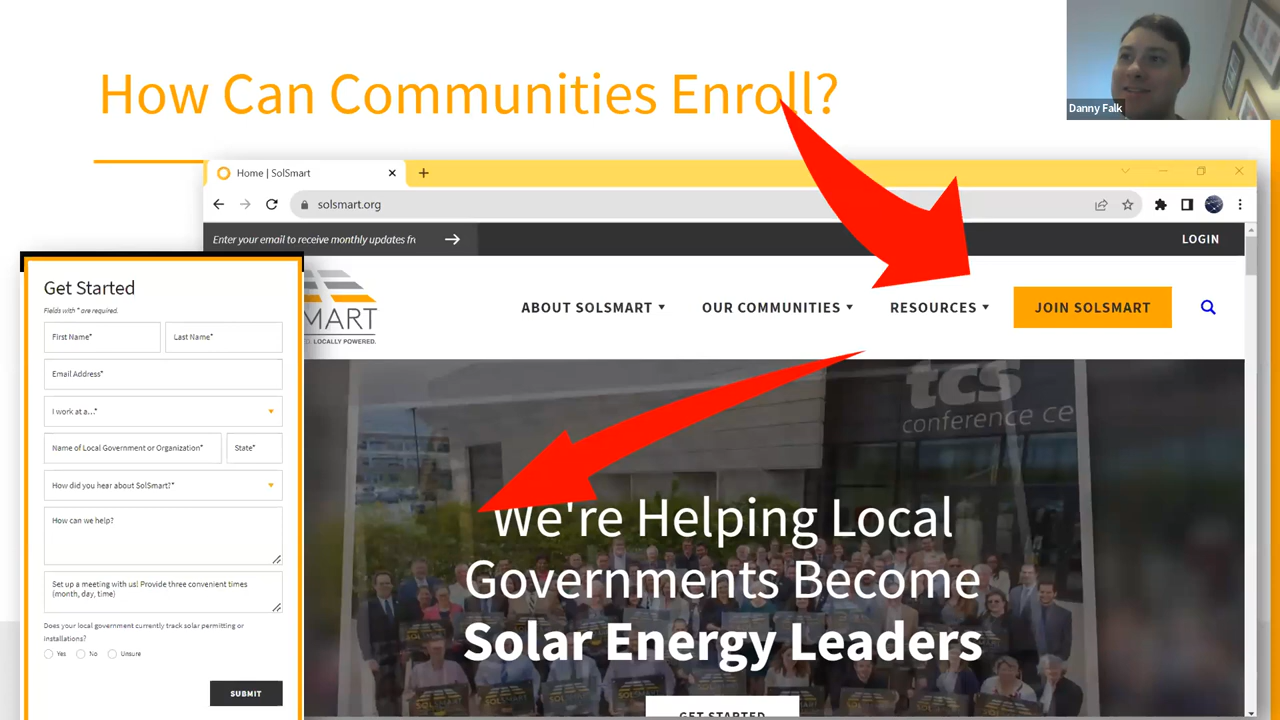 How Can Communities Enroll?
Danny Falk
Home | SolSmart
solsmart.org
Enter your email to receive monthly updates fr
LOGIN
ABOUT SOLSMART
OUR COMMUNITIES
RESOURCES
JOIN SOLSMART
MART
LOCALLY POWERED.
Get Started
Fields with * are required.
First Name*
Last Name*
Email Address*
I work at a...*
Name of Local Government or Organization*
State*
How did you hear about SolSmart?*
How can we help?
Set up a meeting with us! Provide three convenient times
(month, day, time)
Does your local government currently track solar permitting or
installations?
Yes
No
Unsure
SUBMIT
tcs
conference ce
We're Helping Local
Governments Become
Solar Energy Leaders
GET STARTED